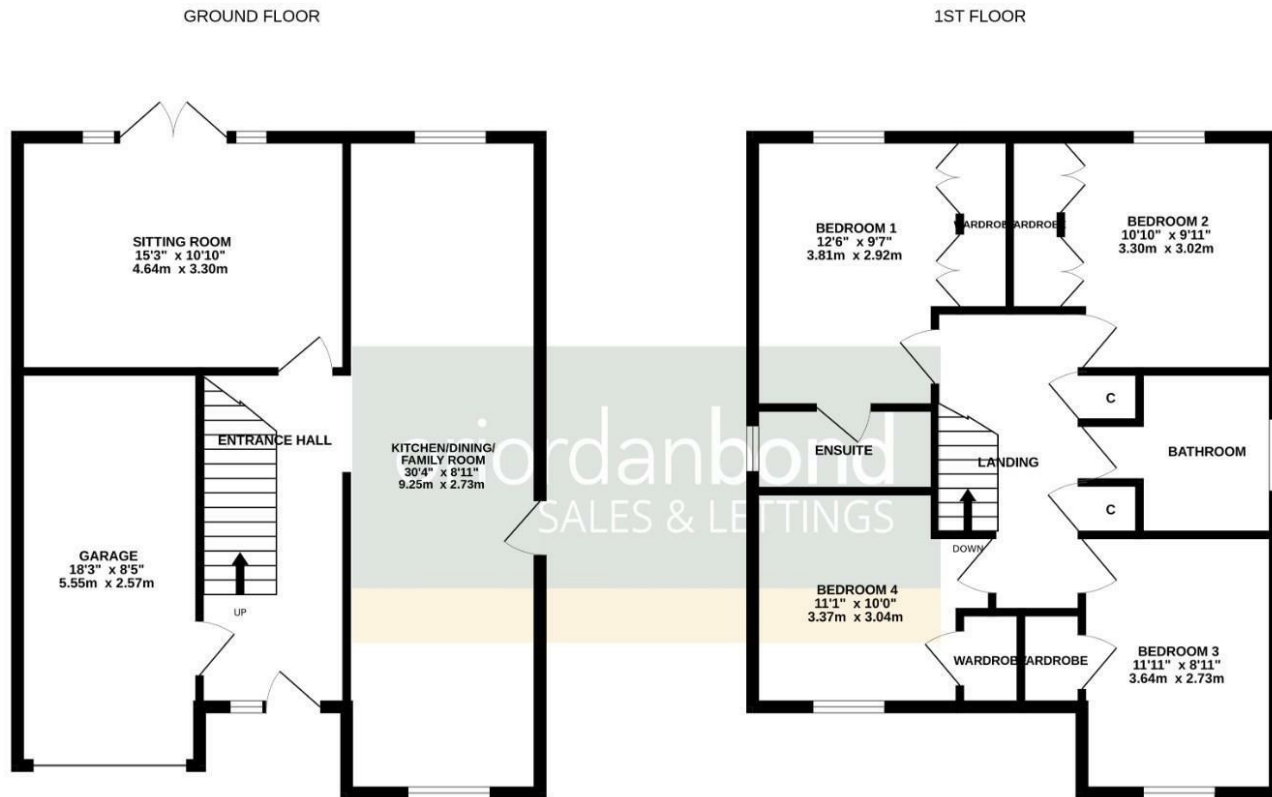 GROUND FLOOR
1ST FLOOR
SITTING ROOM
15'3" x 10'10"
4.64m x 3.30m
ENTRANCE HALL
KITCHEN/DINING/
FAMILY ROOM
30'4" x 8'11"
9.25m x 2.73m
GARAGE
18'3" x 8'5"
5.55m x 2.57m
UP
BEDROOM 1
12'6" x 9'7"
3.81m x 2.92m
WARDROBE
WARDROBE
BEDROOM 2
10'10" x 9'11"
3.30m x 3.02m
C
ENSUITE
LANDING
BATHROOM
C
DOWN
BEDROOM 4
11'1" x 10'0"
3.37m x 3.04m
WARDROBE
WARDROBE
BEDROOM 3
11'11" x 8'11"
3.64m x 2.73m
oriordanbond
SALES & LETTINGS